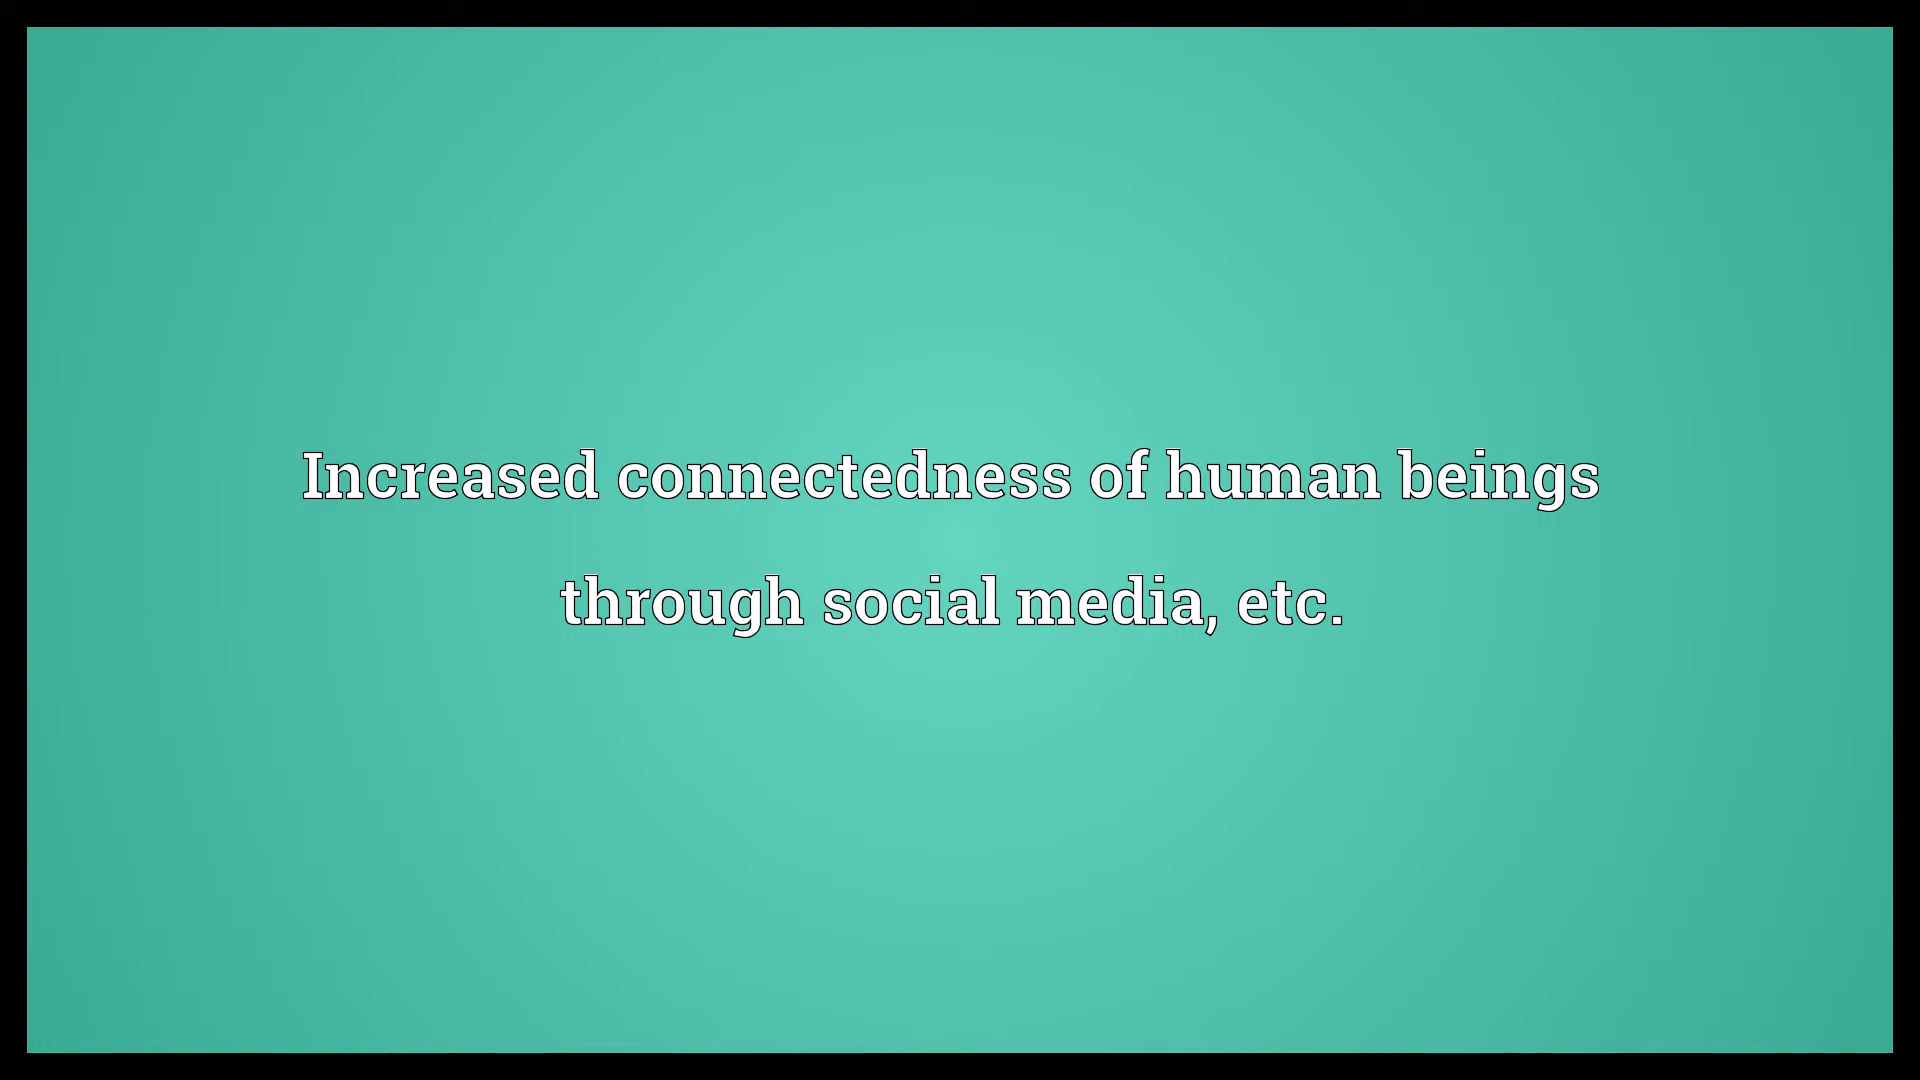 Increased connectedness of human beings
through social media, etc.